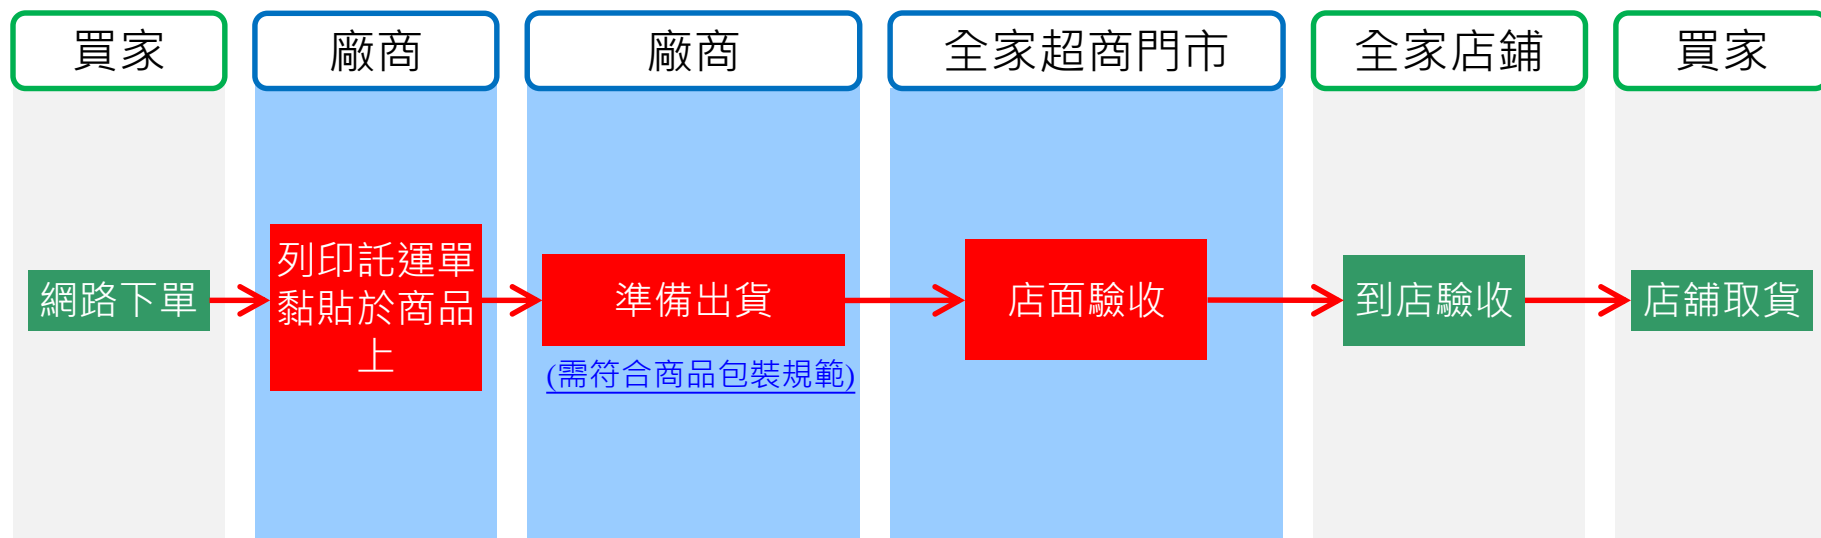 買家
廠商
廠商
全家超商門市
全家店鋪
買家
網路下單
列印託運單
黏貼於商品
上
準備出貨
(需符合商品包裝規範)
店面驗收
到店驗收
店舖取貨